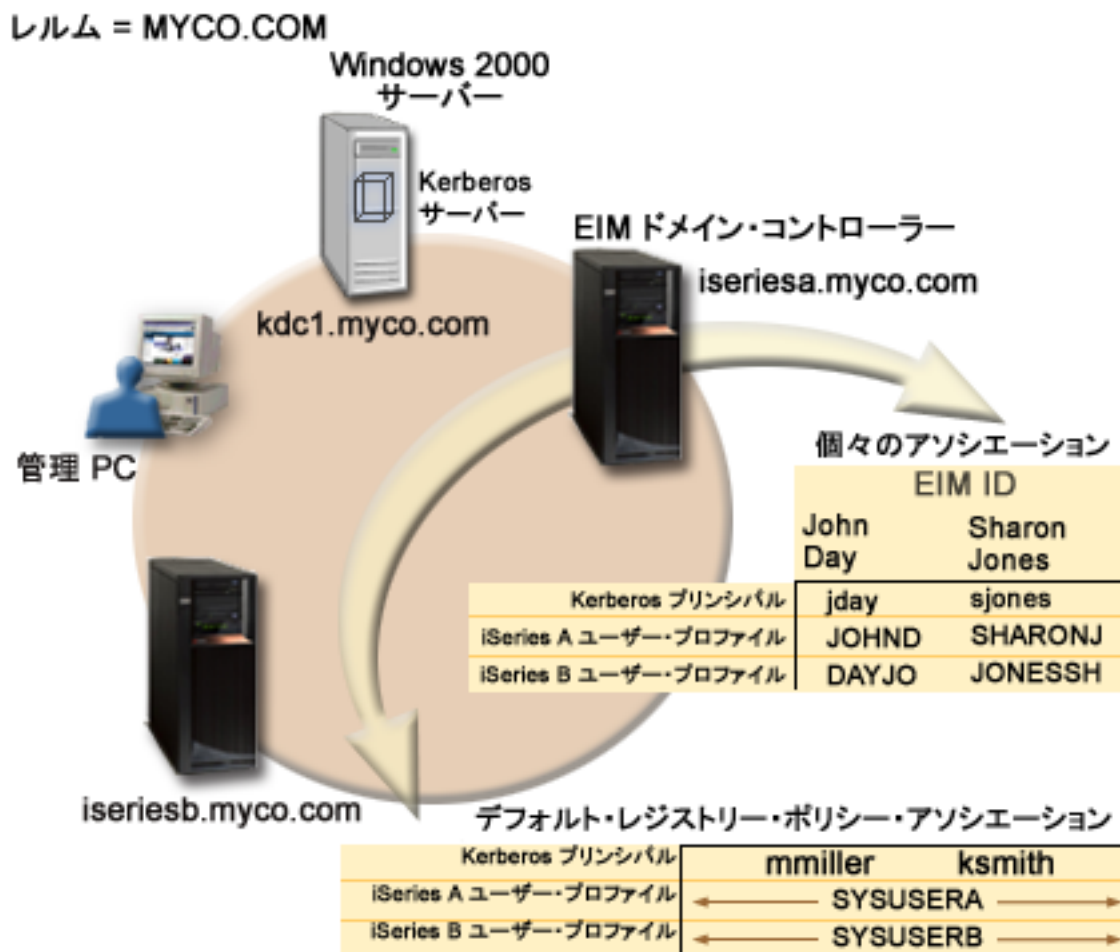 レルム = MYCO.COM
Windows 2000
サーバー
Kerberos
サーバー
kdc1.myco.com
EIM ドメイン・コントローラー
iseriesa.myco.com
管理 PC
iseriesb.myco.com
個々のアソシエーション
EIM ID
John Day
Sharon Jones
Kerberos プリンシパル jday sjones
iSeries A ユーザー・プロファイル JOHND SHARONJ
iSeries B ユーザー・プロファイル DAYJO JONESSH
デフォルト・レジストリー・ポリシー・アソシエーション
Kerberos プリンシパル mmiller ksmith
iSeries A ユーザー・プロファイル SYSUSERA
iSeries B ユーザー・プロファイル SYSUSERB